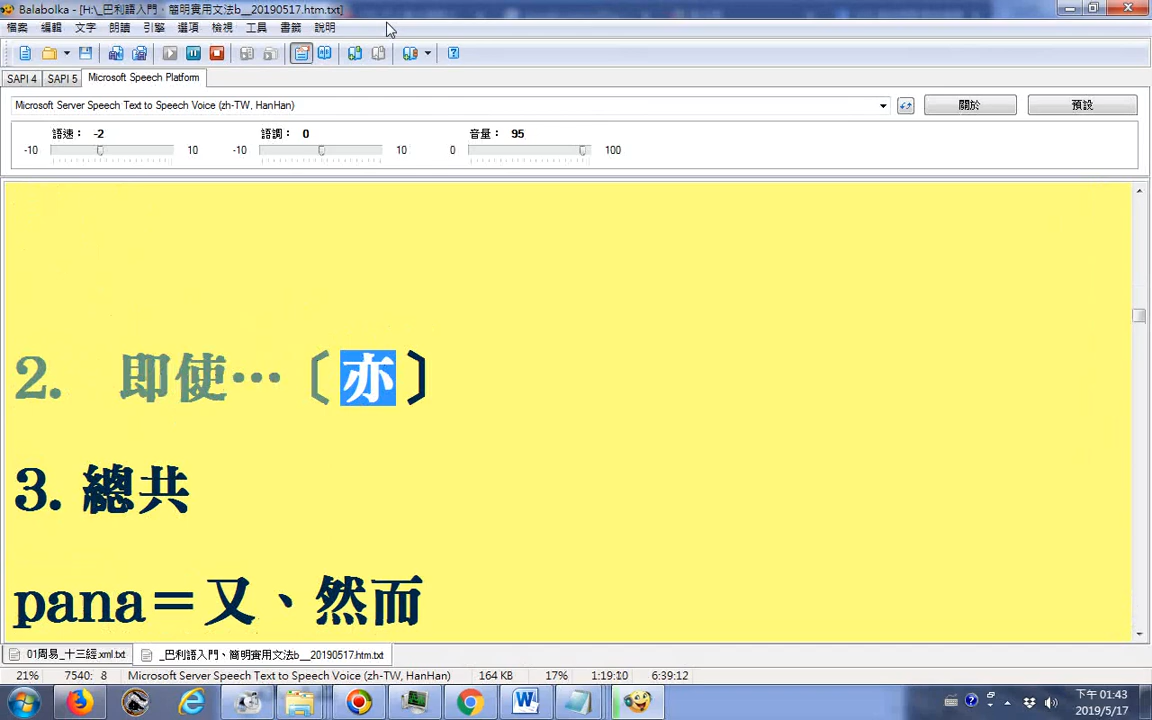 Balabolka - [H:\_巴利語入門、簡明實用文法b__20190517.htm.txt]
檔案 編輯 文字 朗讀 引擎 選項 檢視 工具 書籤 說明
SAPI 4 SAPI 5 Microsoft Speech Platform
Microsoft Server Speech Text to Speech Voice (zh-TW, HanHan) 關於 預設
語速： -2 語調： 0 音量： 95
-10 10 -10 10 0 100
2. 即使…〔亦〕
3. 總共
pana＝又、然而
01周易_十三經.xml.txt _巴利語入門、簡明實用文法b__20190517.htm.txt
21% 7540: 8 Microsoft Server Speech Text to Speech Voice (zh-TW, HanHan) 164 KB 17% 1:19:10 6:39:12
下午 01:43
2019/5/17